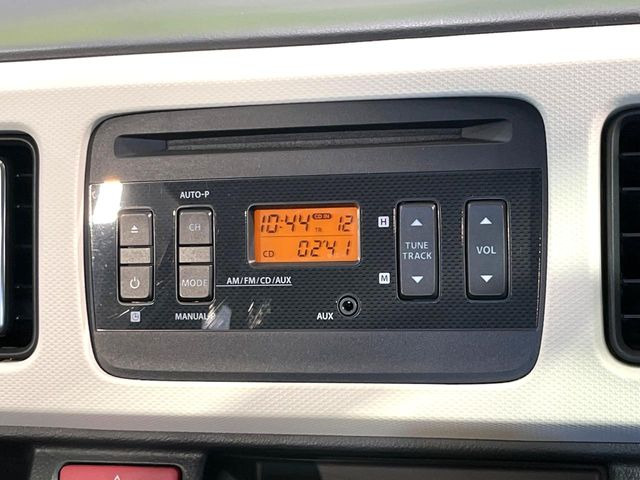 AUTO-P
CH
MODE
MANUAL-P
AM/FM/CD/AUX
10:44 CD IN TR. 12
CD 02'41
AUX
H
M
TUNE
TRACK
VOL